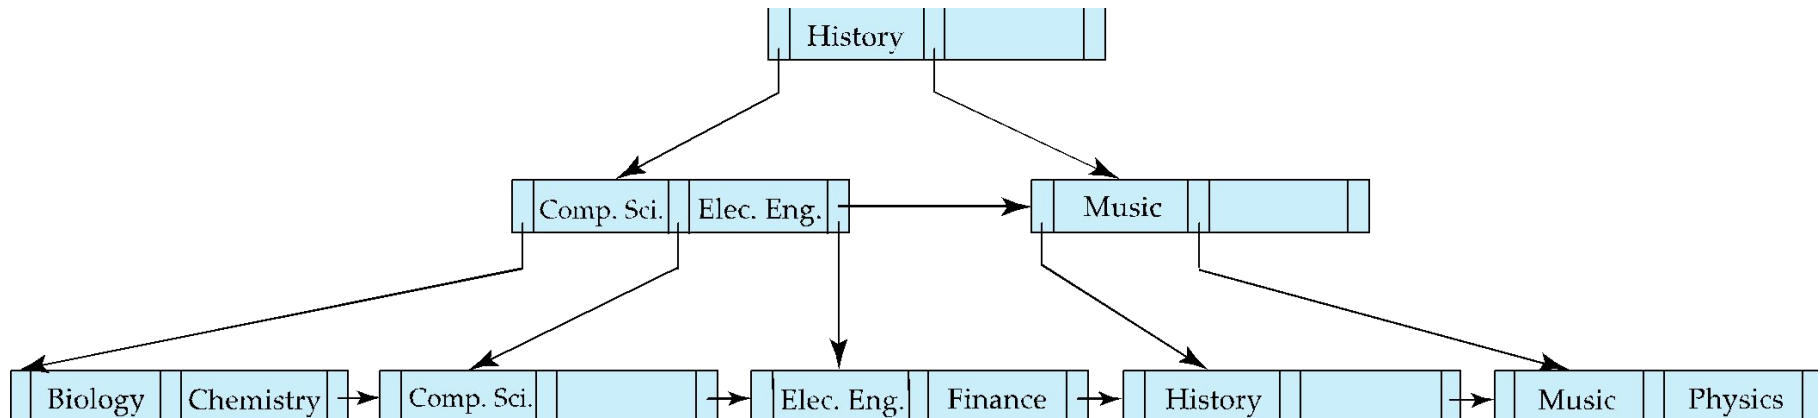 History
Comp. Sci. Elec. Eng. Music
Biology Chemistry Comp. Sci. Elec. Eng. Finance History Music Physics